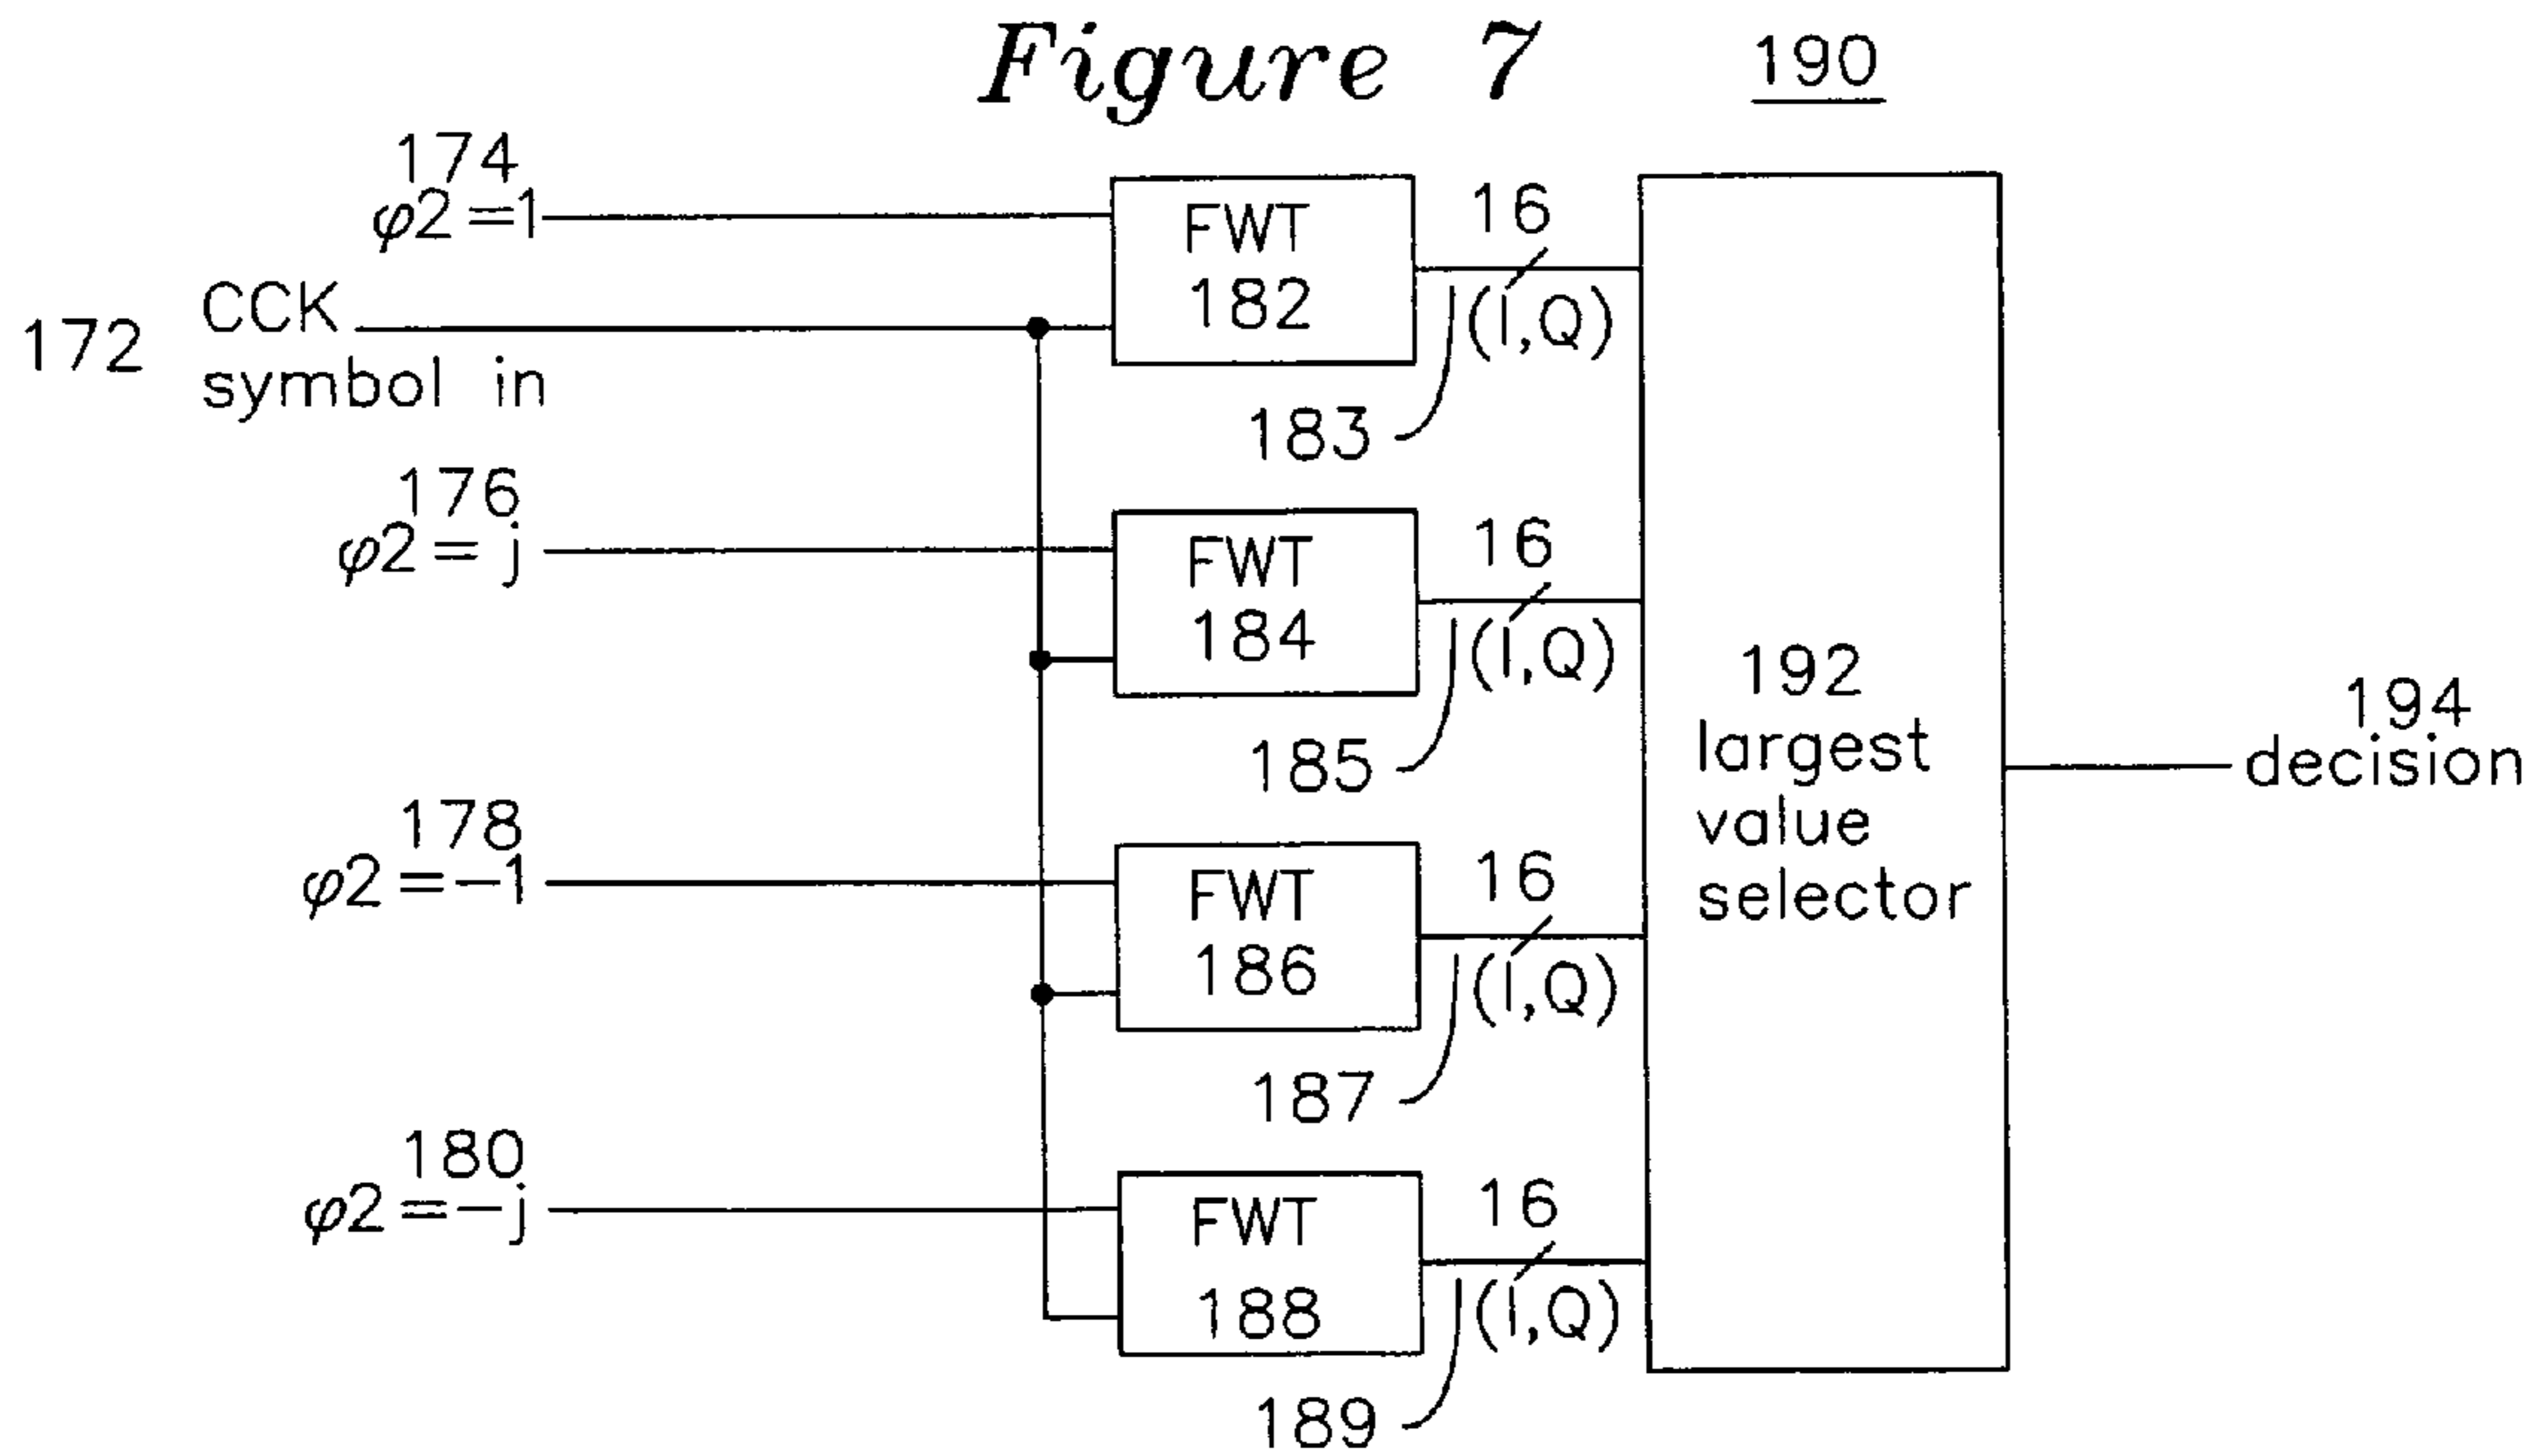 Figure 7
190
174
φ2=1
16
FWT
182
(I,Q)
172
CCK
symbol in
183
176
φ2=j
16
FWT
184
(I,Q)
185
192
largest
value
selector
194
decision
178
φ2=-1
16
FWT
186
(I,Q)
187
180
φ2=-j
16
FWT
188
(I,Q)
189